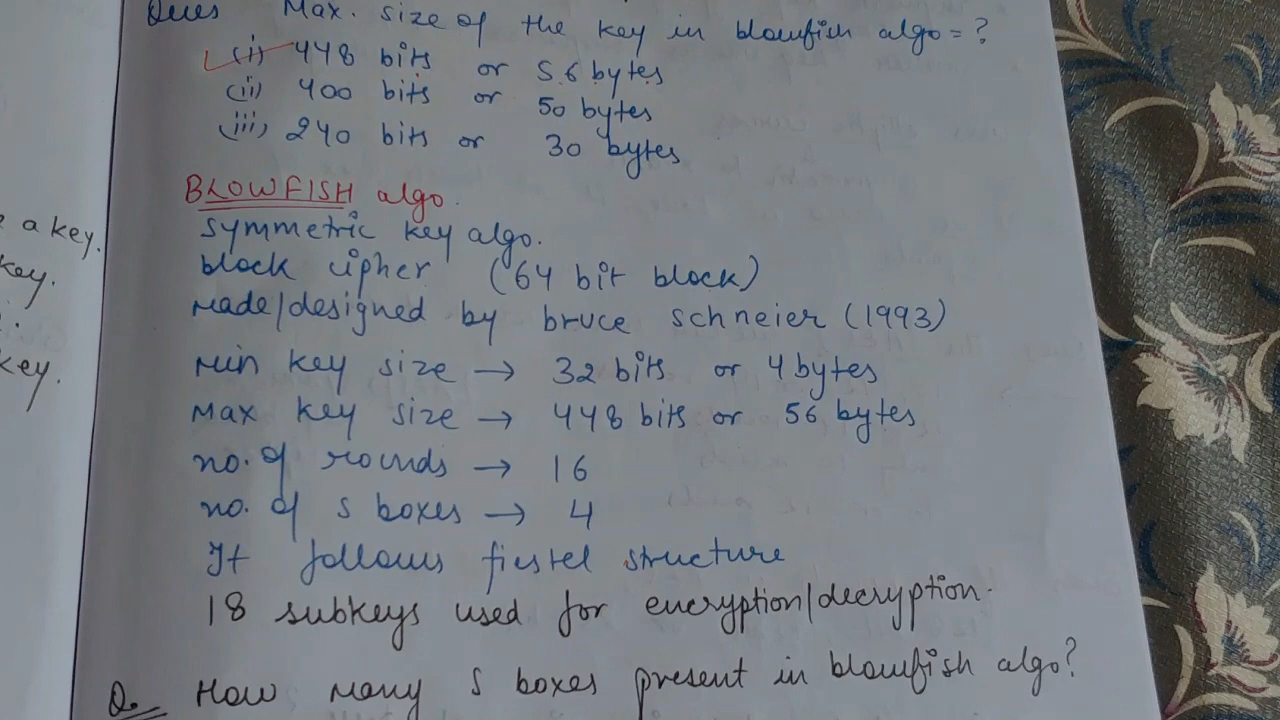 Ques Max. size of the key in blowfish algo = ?
(i) 448 bits or 56 bytes
(ii) 400 bits or 50 bytes
(iii) 240 bits or 30 bytes
BLOWFISH algo.
symmetric key algo.
block cipher (64 bit block)
made/designed by bruce schneier (1993)
min key size → 32 bits or 4 bytes
Max key size → 448 bits or 56 bytes
no. of rounds → 16
no. of s boxes → 4
It follows fiestel structure
18 subkeys used for encryption/decryption.
Q. How many s boxes present in blowfish algo?
a key.
key.
key.